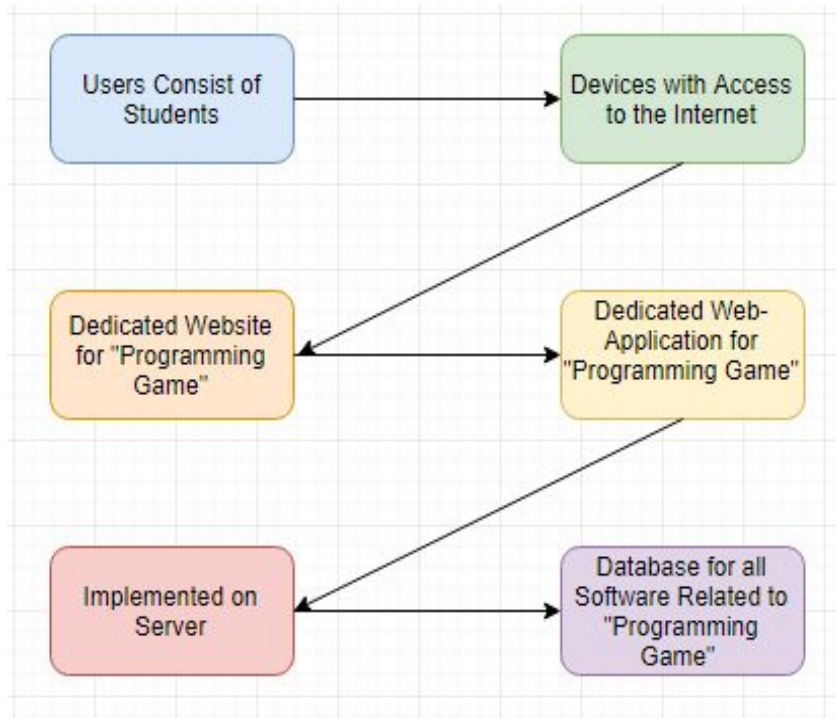 Users Consist of
Students
Devices with Access
to the Internet
Dedicated Website
for "Programming
Game"
Dedicated Web-
Application for
"Programming Game"
Implemented on
Server
Database for all
Software Related to
"Programming
Game"